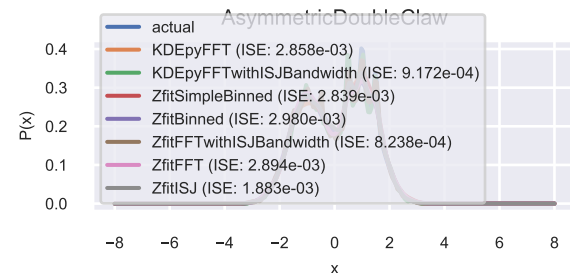 AsymmetricDoubleClaw
actual
KDEpyFFT (ISE: 2.858e-03)
KDEpyFFTwithISJBandwidth (ISE: 9.172e-04)
ZfitSimpleBinned (ISE: 2.839e-03)
ZfitBinned (ISE: 2.980e-03)
ZfitFFTwithISJBandwidth (ISE: 8.238e-04)
ZfitFFT (ISE: 2.894e-03)
ZfitISJ (ISE: 1.883e-03)
P(x)
0.4
0.3
0.2
0.1
0.0
−8 −6 −4 −2 0 2 4 6 8
x